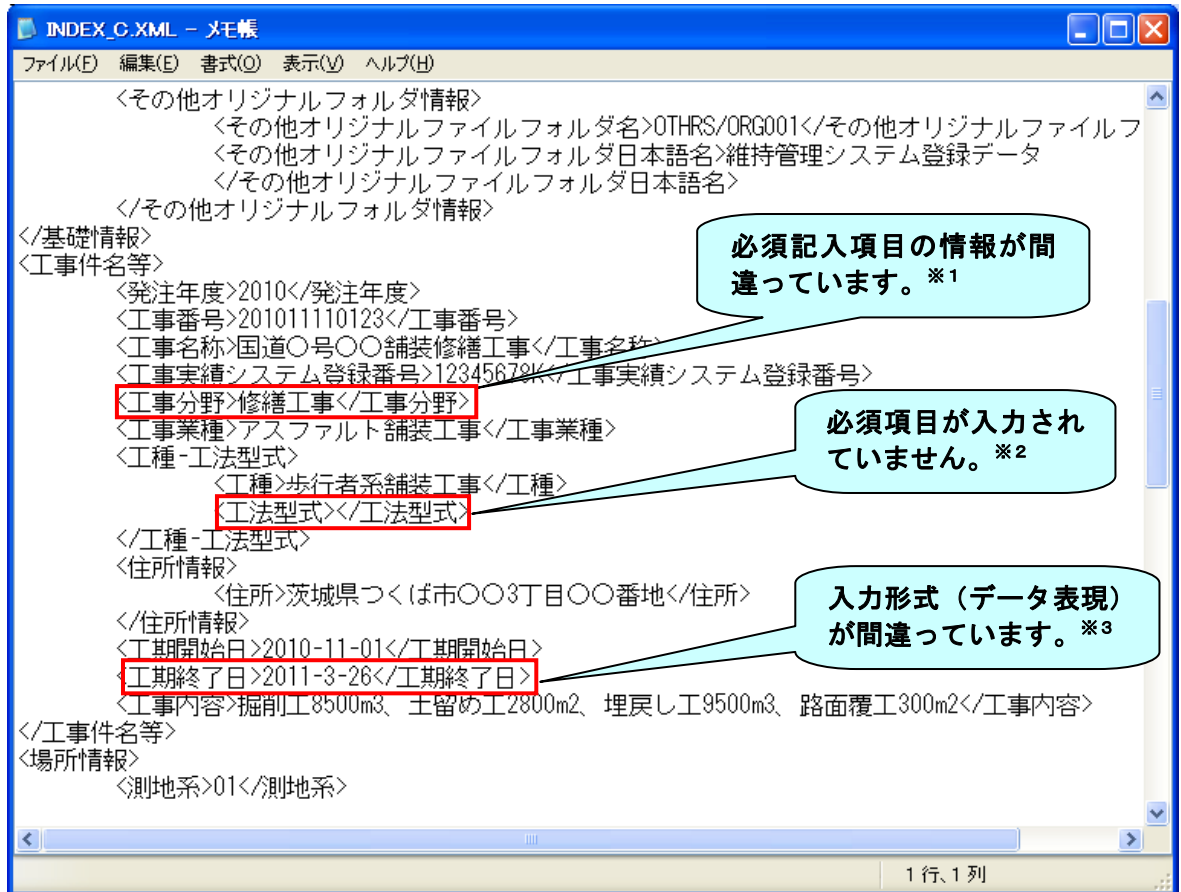 INDEX_C.XML - メモ帳
ファイル(F) 編集(E) 書式(O) 表示(V) ヘルプ(H)
<その他オリジナルフォルダ情報>
<その他オリジナルファイルフォルダ名>OTHRS/ORG001</その他オリジナルファイルフ
<その他オリジナルファイルフォルダ日本語名>維持管理システム登録データ
</その他オリジナルファイルフォルダ日本語名>
</その他オリジナルフォルダ情報>
</基礎情報>
<工事件名等>
必須記入項目の情報が間
違っています。※1
<発注年度>2010</発注年度>
<工事番号>201011110123</工事番号>
<工事名称>国道〇号〇〇舗装修繕工事</工事名称>
<工事実績システム登録番号>12345678K</工事実績システム登録番号>
<工事分野>修繕工事</工事分野>
<工事業種>アスファルト舗装工事</工事業種>
必須項目が入力され
ていません。※2
<工種-工法型式>
<工種>歩行者系舗装工事</工種>
<工法型式></工法型式>
</工種-工法型式>
<住所情報>
<住所>茨城県つくば市〇〇3丁目〇〇番地</住所>
</住所情報>
入力形式（データ表現）
が間違っています。※3
<工期開始日>2010-11-01</工期開始日>
<工期終了日>2011-3-26</工期終了日>
<工事内容>掘削工8500m3、土留め工2800m2、埋戻し工9500m3、路面覆工300m2</工事内容>
</工事件名等>
<場所情報>
<測地系>01</測地系>
1行、1列